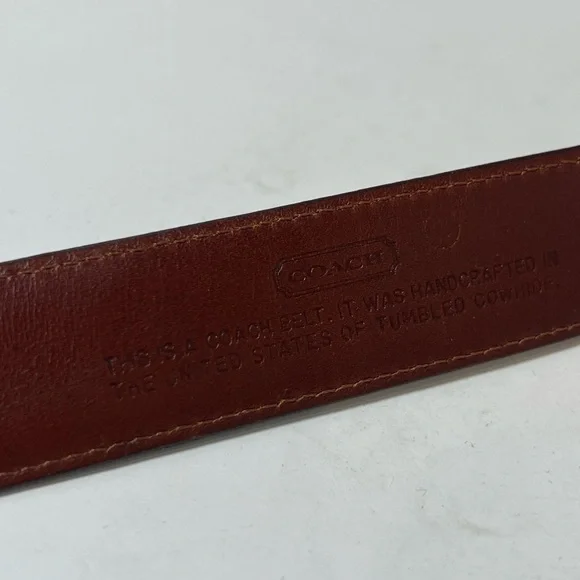 COACH
THIS IS A COACH BELT. IT WAS HANDCRAFTED IN
THE UNITED STATES OF TUMBLED COWHIDE.